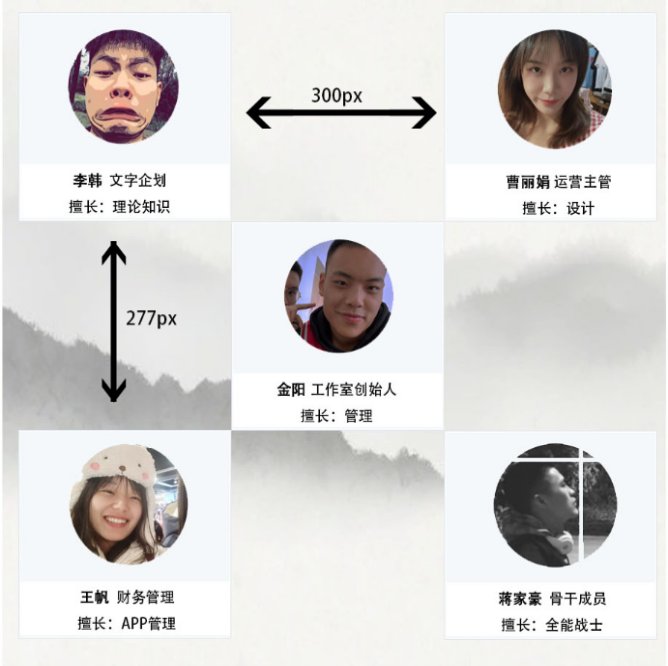 300px
李韩 文字企划
擅长：理论知识
曹丽娟 运营主管
擅长：设计
277px
金阳 工作室创始人
擅长：管理
王帆 财务管理
擅长：APP管理
蒋家豪 骨干成员
擅长：全能战士